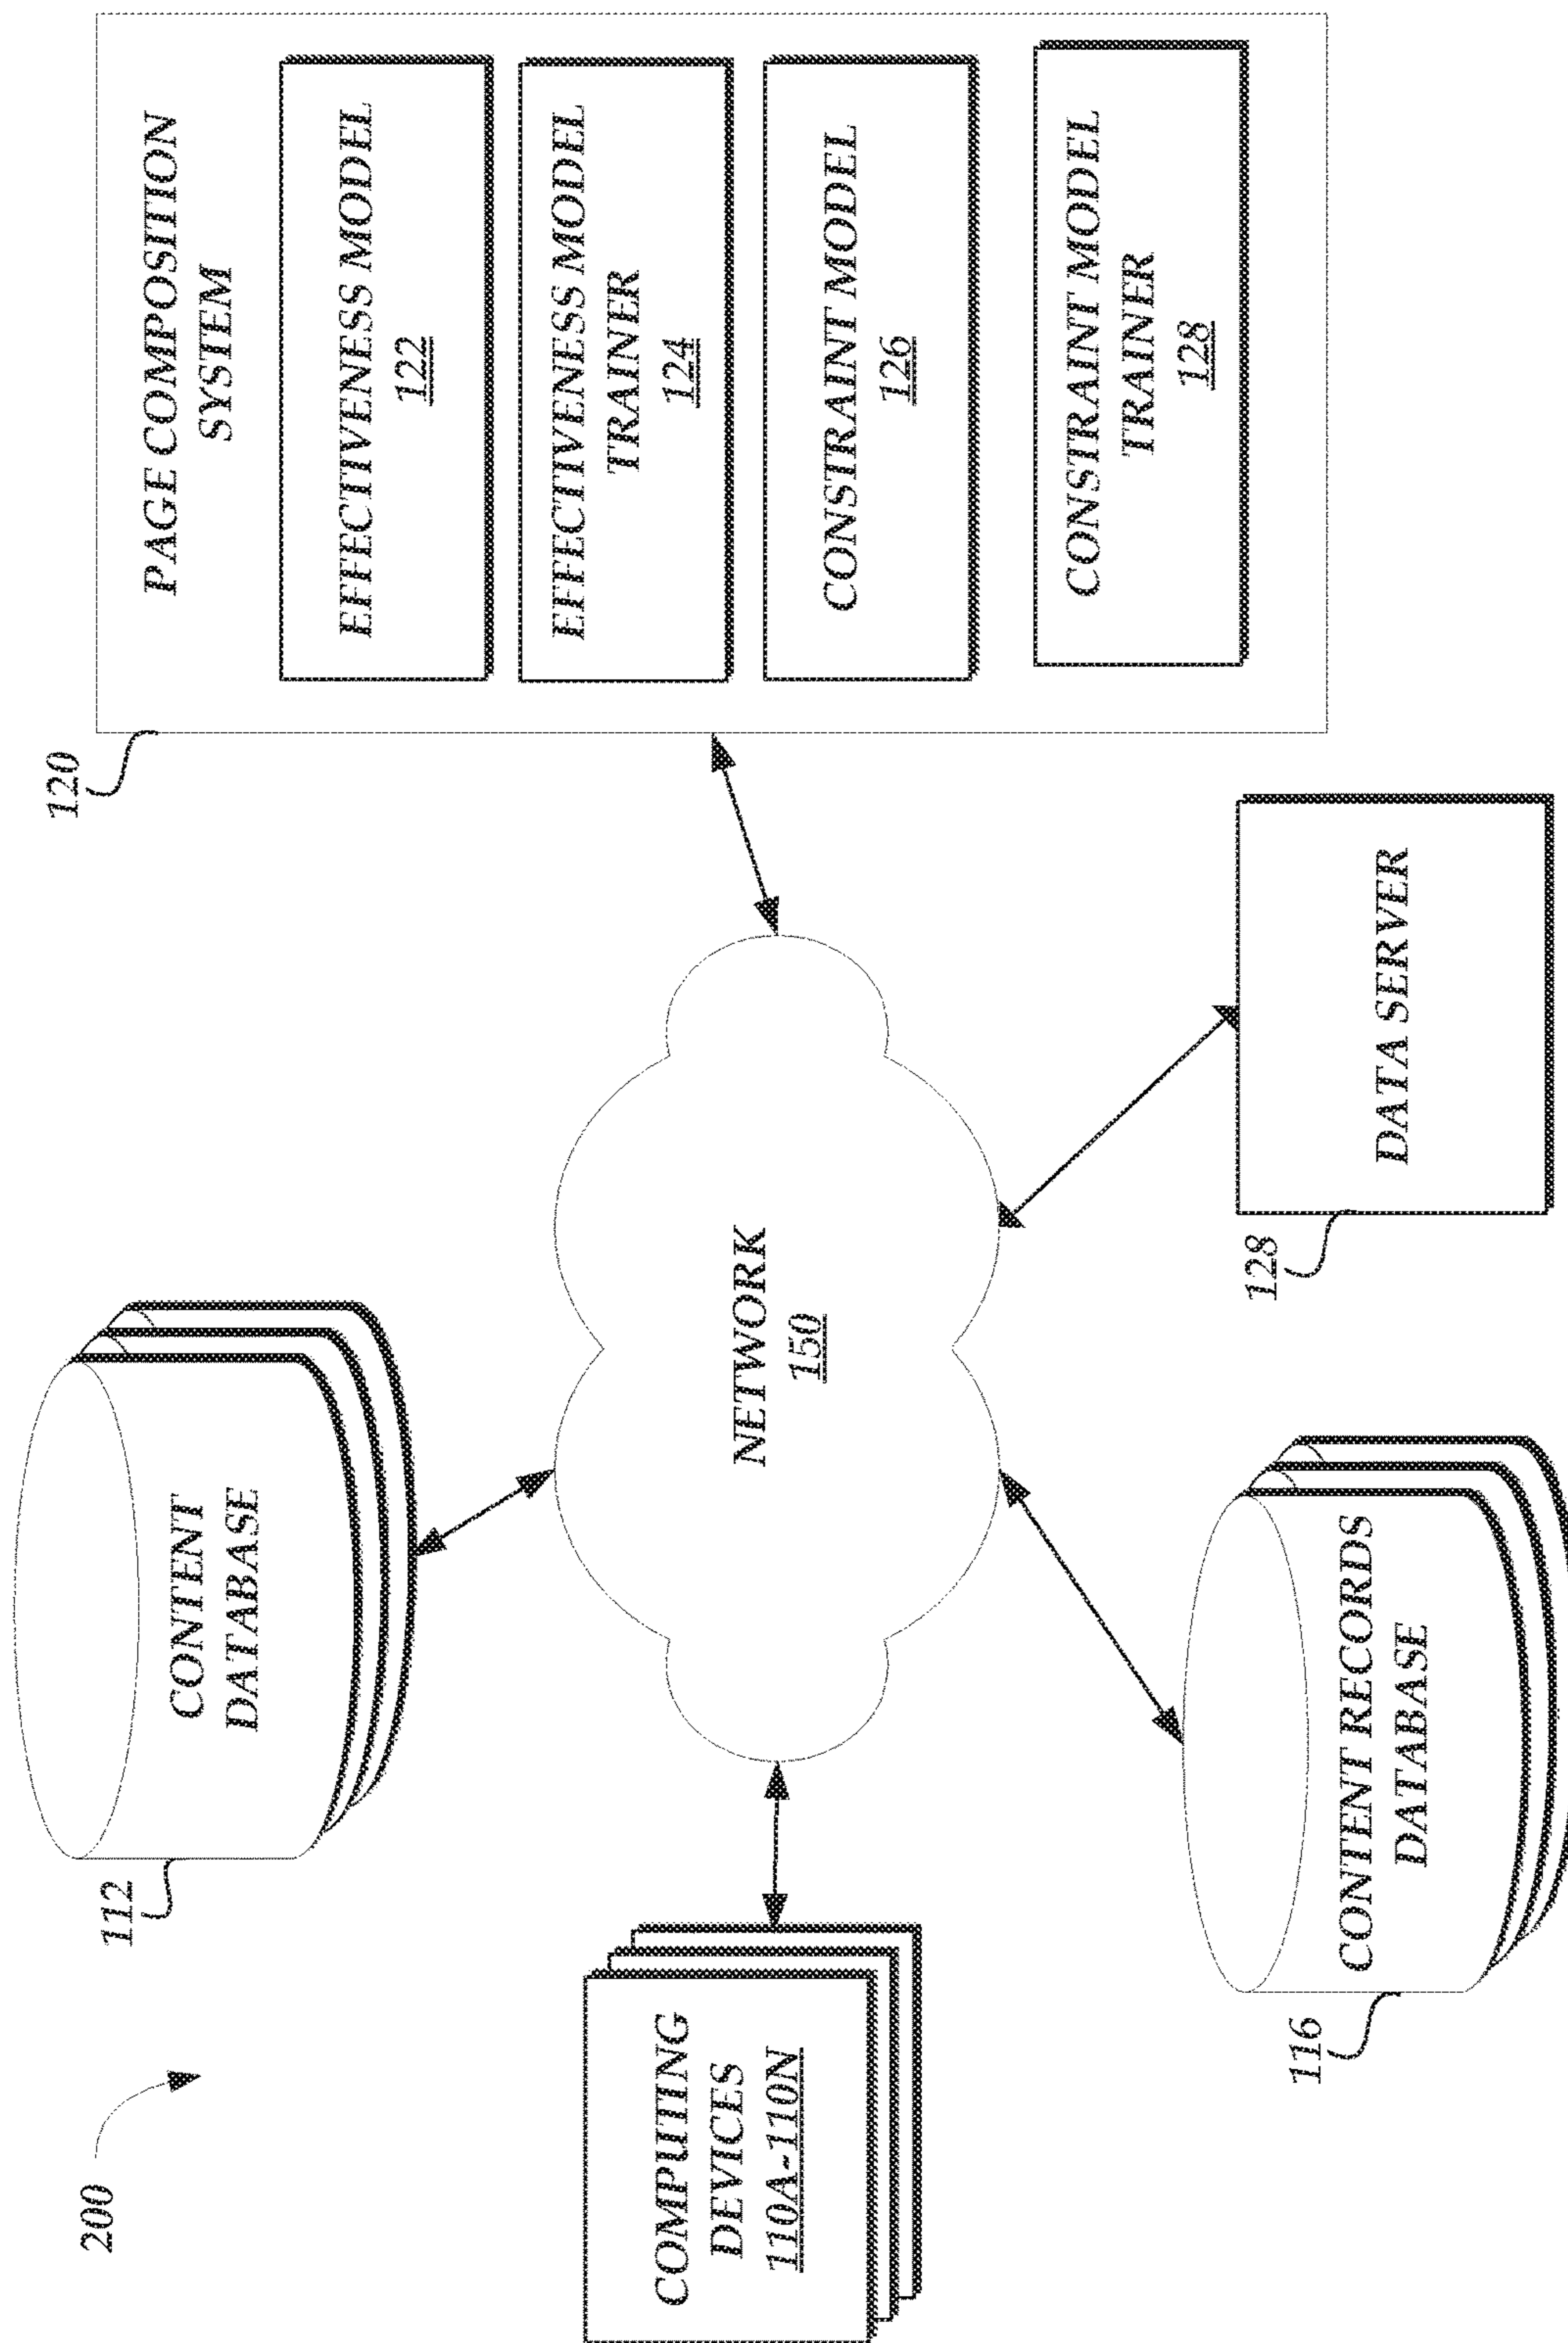 200
112
CONTENT
DATABASE
120
PAGE COMPOSITION
SYSTEM
EFFECTIVENESS MODEL
122
EFFECTIVENESS MODEL
TRAINER
124
CONSTRAINT MODEL
126
CONSTRAINT MODEL
TRAINER
128
COMPUTING
DEVICES
110A-110N
NETWORK
150
116
CONTENT RECORDS
DATABASE
128
DATA SERVER